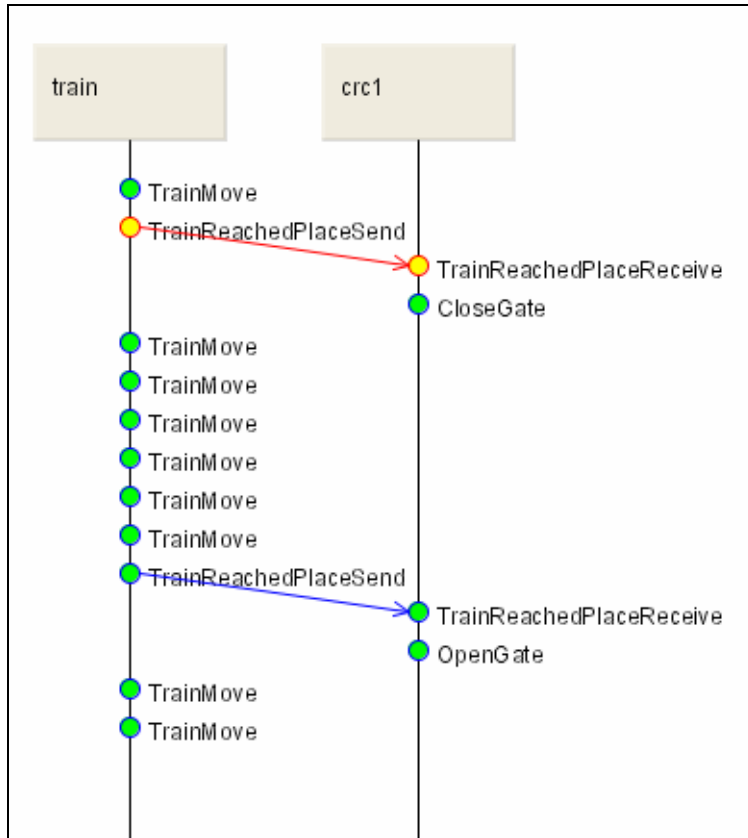 train
crc1
TrainMove
TrainReachedPlaceSend
TrainReachedPlaceReceive
CloseGate
TrainMove
TrainMove
TrainMove
TrainMove
TrainMove
TrainMove
TrainReachedPlaceSend
TrainReachedPlaceReceive
OpenGate
TrainMove
TrainMove